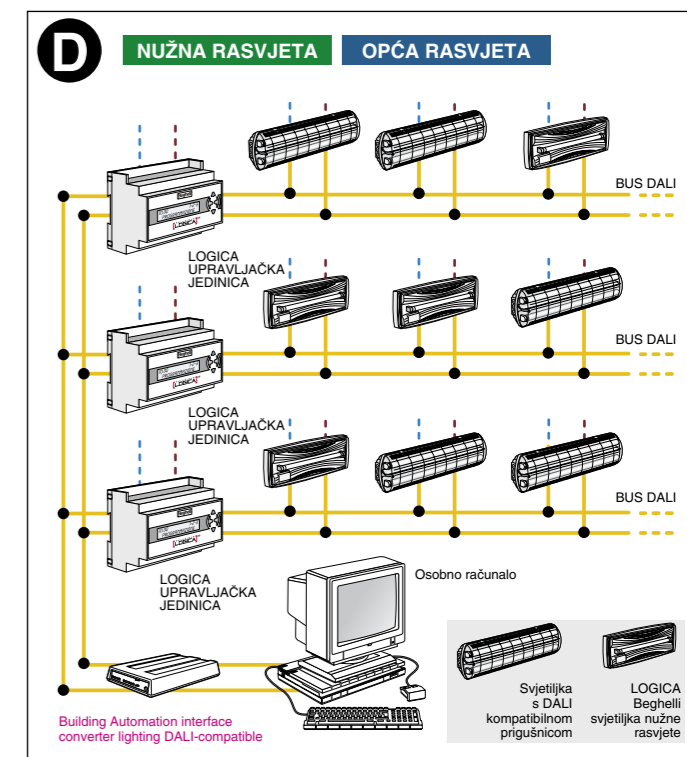 D
NUŽNA RASVJETA
OPĆA RASVJETA
BUS DALI
LOGICA
UPRAVLJAČKA
JEDINICA
BUS DALI
LOGICA
UPRAVLJAČKA
JEDINICA
BUS DALI
LOGICA
UPRAVLJAČKA
JEDINICA
Osobno računalo
Building Automation interface
converter lighting DALI-compatible
Svjetiljka
s DALI
kompatibilnom
prigušnicom
LOGICA
Beghelli
svjetiljka nužne
rasvjete